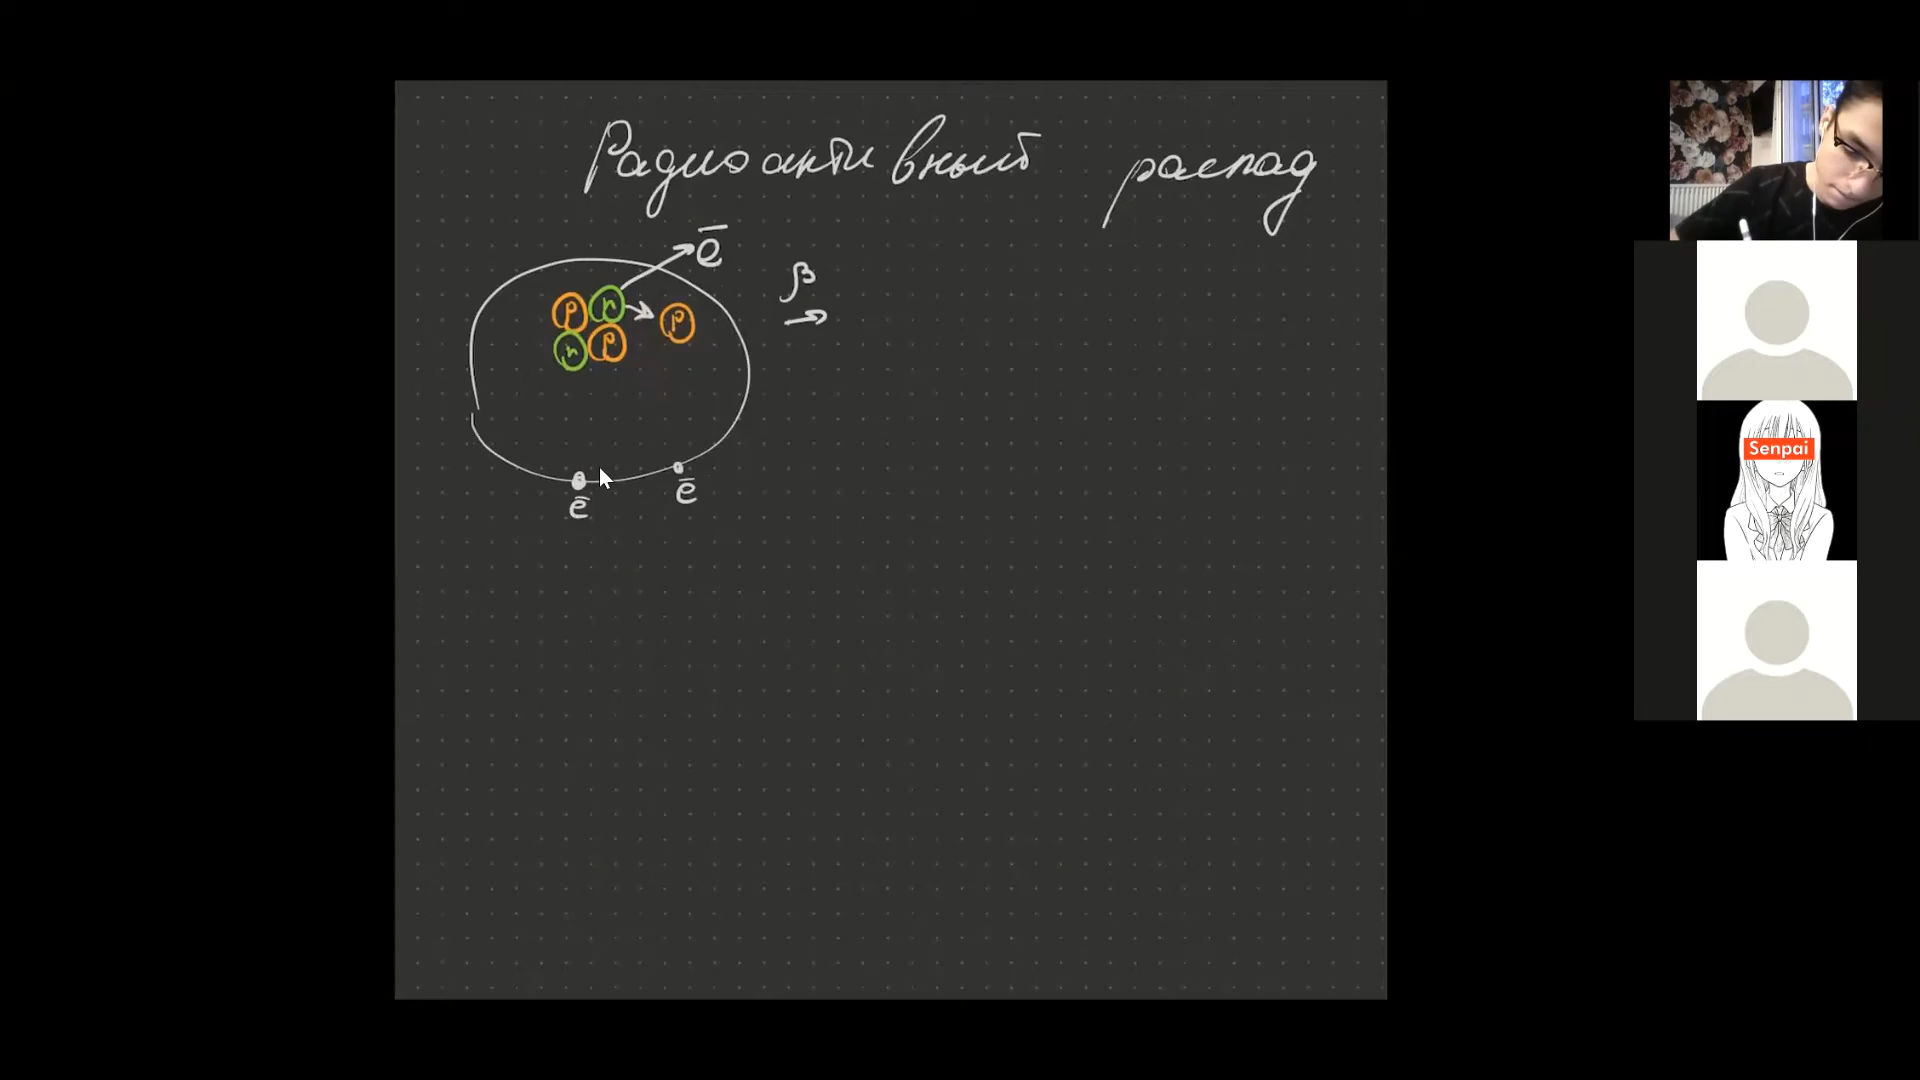 Радиоактивный распад
ē
β
p n
p
n p
ē
ē
Senpai